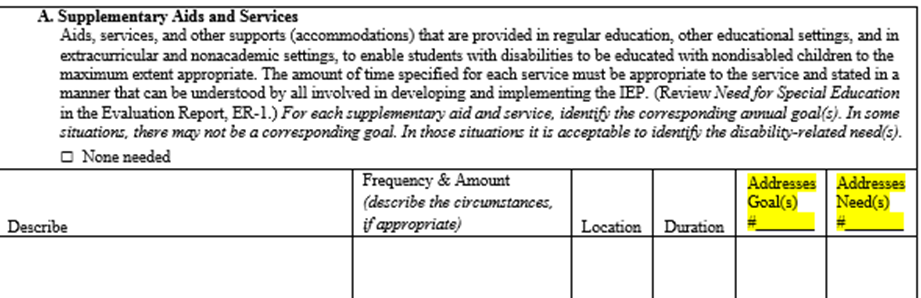 A. Supplementary Aids and Services
Aids, services, and other supports (accommodations) that are provided in regular education, other educational settings, and in
extracurricular and nonacademic settings, to enable students with disabilities to be educated with nondisabled children to the
maximum extent appropriate. The amount of time specified for each service must be appropriate to the service and stated in a
manner that can be understood by all involved in developing and implementing the IEP. (Review Need for Special Education
in the Evaluation Report, ER-1.) For each supplementary aid and service, identify the corresponding annual goal(s). In some
situations, there may not be a corresponding goal. In those situations it is acceptable to identify the disability-related need(s).
☐ None needed
Describe
Frequency & Amount
(describe the circumstances,
if appropriate)
Location
Duration
Addresses
Goal(s)
#______
Addresses
Need(s)
#______